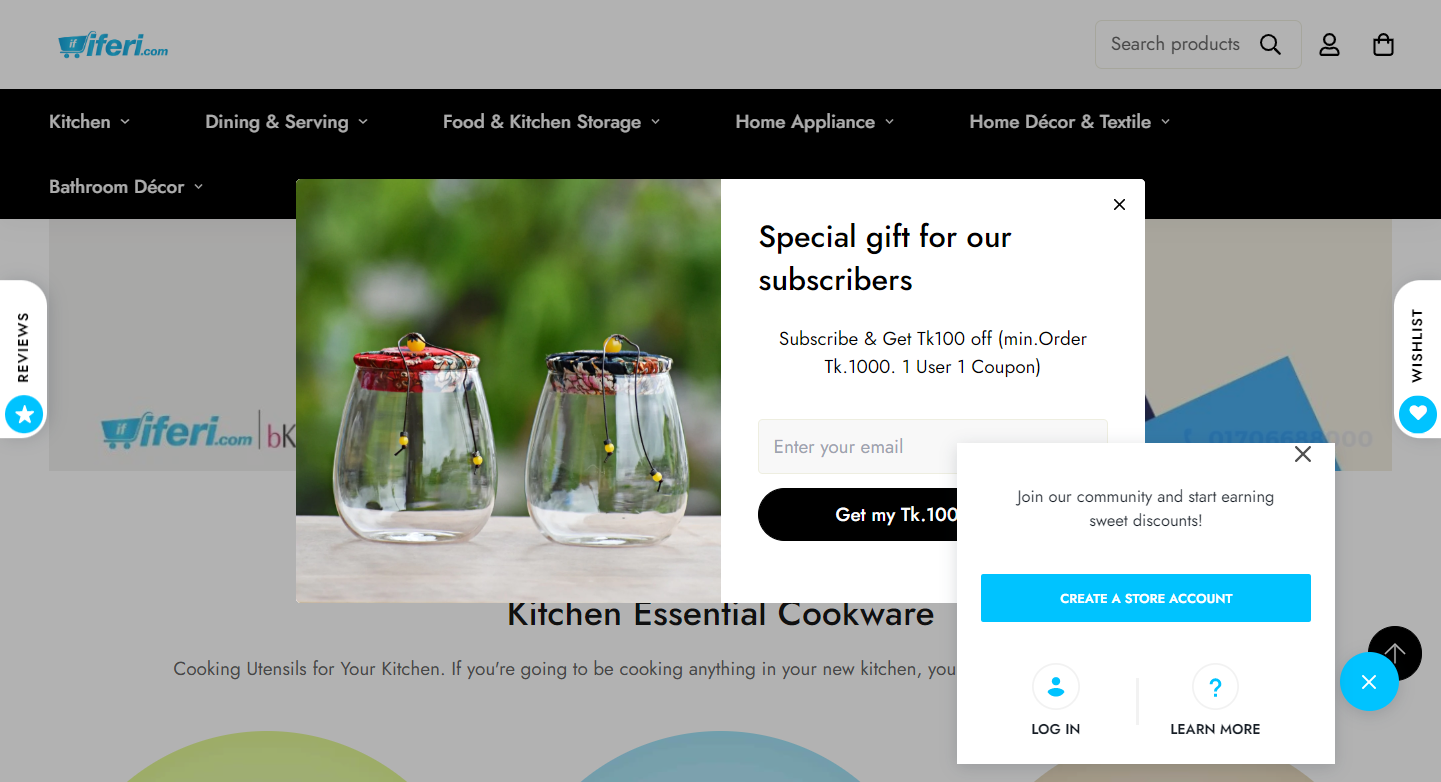 iferi.com
Search products
Kitchen
Dining & Serving
Food & Kitchen Storage
Home Appliance
Home Décor & Textile
Bathroom Décor
Special gift for our
subscribers
Subscribe & Get Tk100 off (min.Order
Tk.1000. 1 User 1 Coupon)
Enter your email
Get my Tk.100
REVIEWS
WISHLIST
iferi.com
bK
Join our community and start earning
sweet discounts!
CREATE A STORE ACCOUNT
LOG IN
LEARN MORE
Kitchen Essential Cookware
Cooking Utensils for Your Kitchen. If you're going to be cooking anything in your new kitchen, you